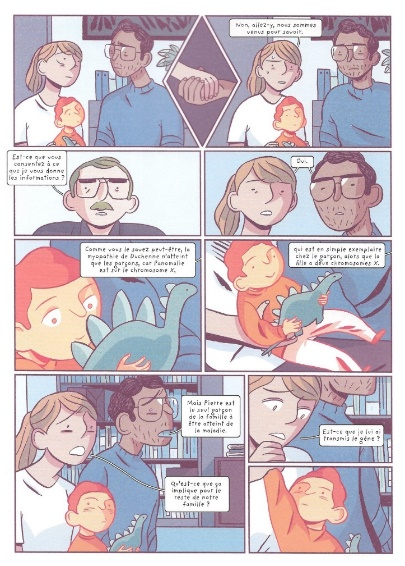 Non, allez-y, nous sommes
venus pour savoir.
Est-ce que vous
consentez à ce
que je vous donne
les informations ?
Oui.
Comme vous le savez peut-être, la
myopathie de Duchenne n'atteint
que les garçons, car l'anomalie
est sur le chromosome X,
qui est en simple exemplaire
chez le garçon, alors que la
fille a deux chromosomes X.
Mais Pierre est
le seul garçon
de la famille à
être atteint de
la maladie.
Qu'est-ce que ça
implique pour le
reste de notre
famille ?
Est-ce que je lui ai
transmis le gène ?